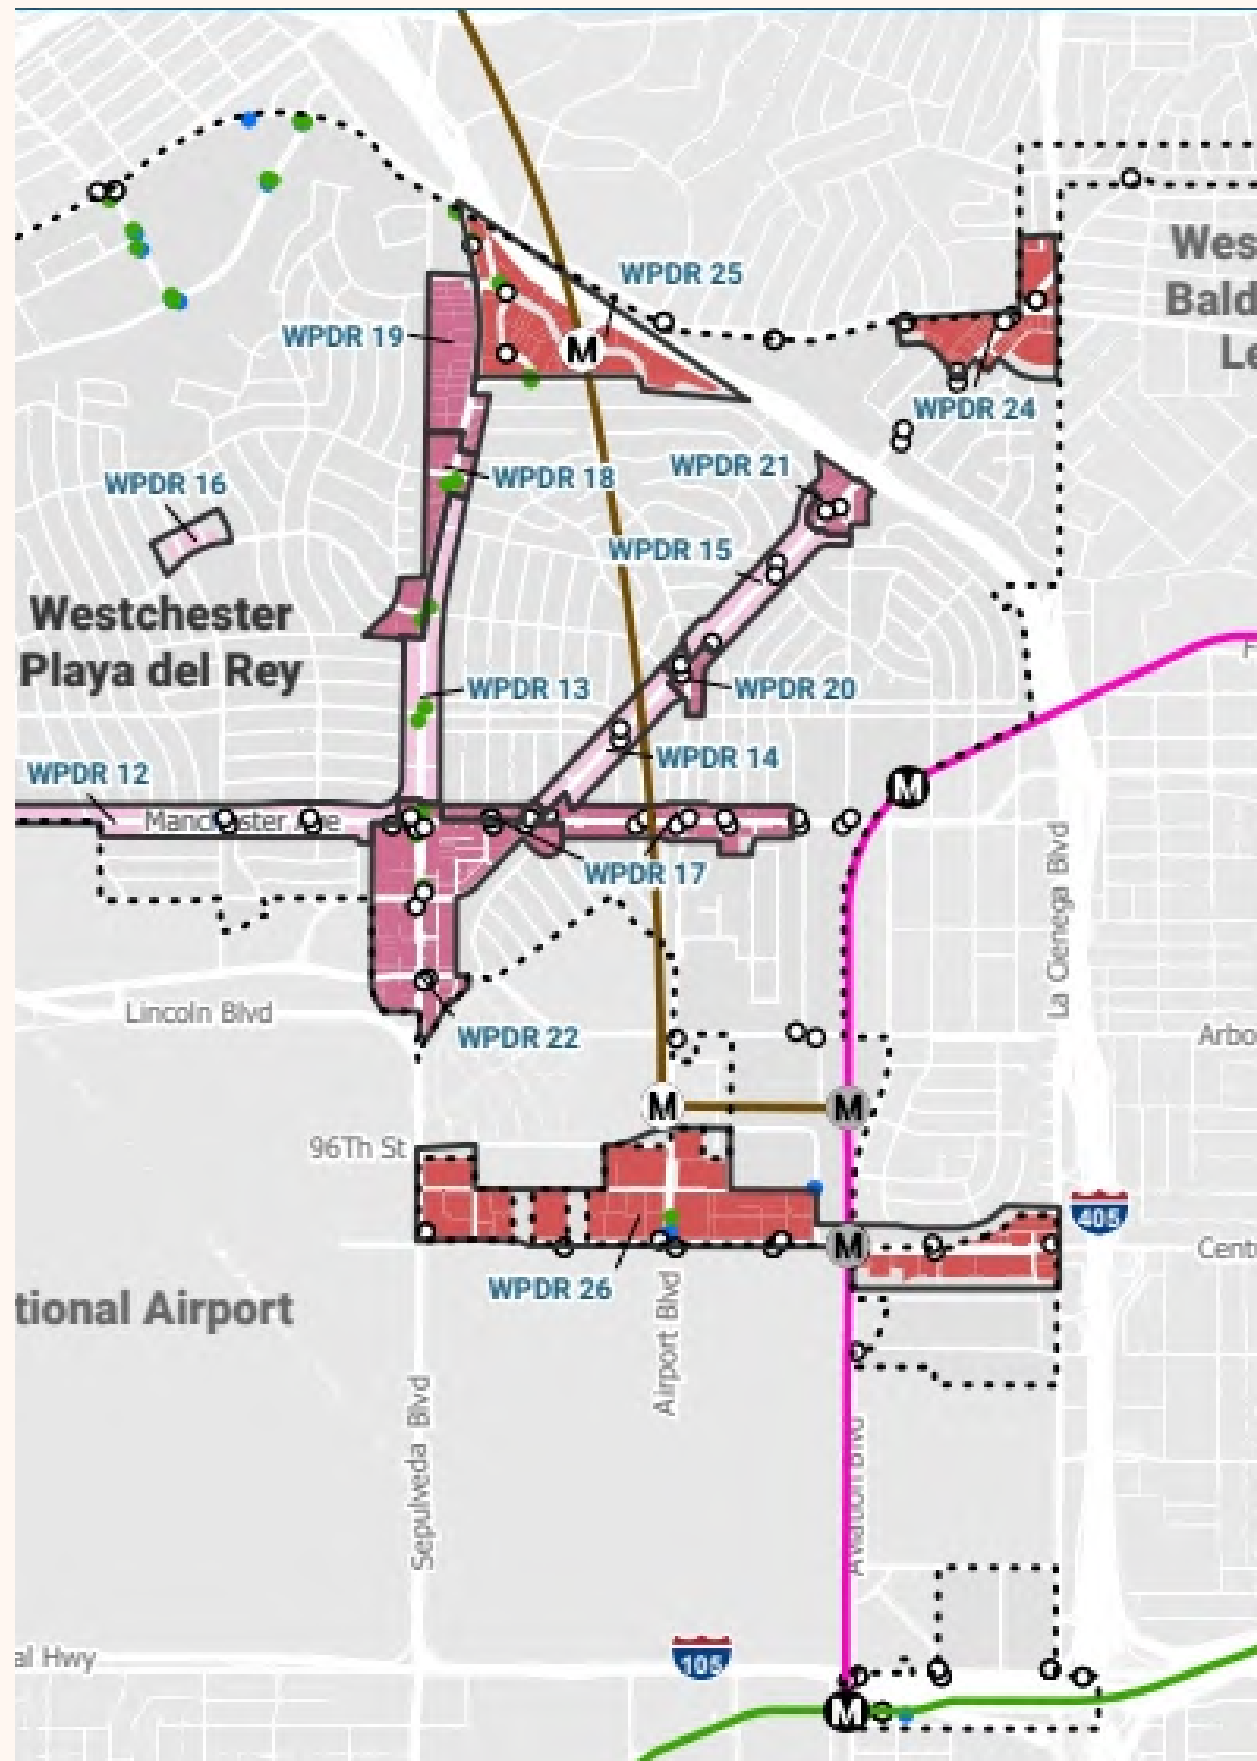 WPDR 25
Wes
Bald
Le
WPDR 19
M
WPDR 24
WPDR 21
WPDR 18
WPDR 16
WPDR 15
Westchester
Playa del Rey
F
WPDR 13
WPDR 20
WPDR 14
WPDR 12
M
Manchester Ave
WPDR 17
La Cienega Blvd
Lincoln Blvd
WPDR 22
Arbo
M
M
96Th St
405
M
Cent
WPDR 26
tional Airport
Airport Blvd
Sepulveda Blvd
Aviation Blvd
al Hwy
105
M